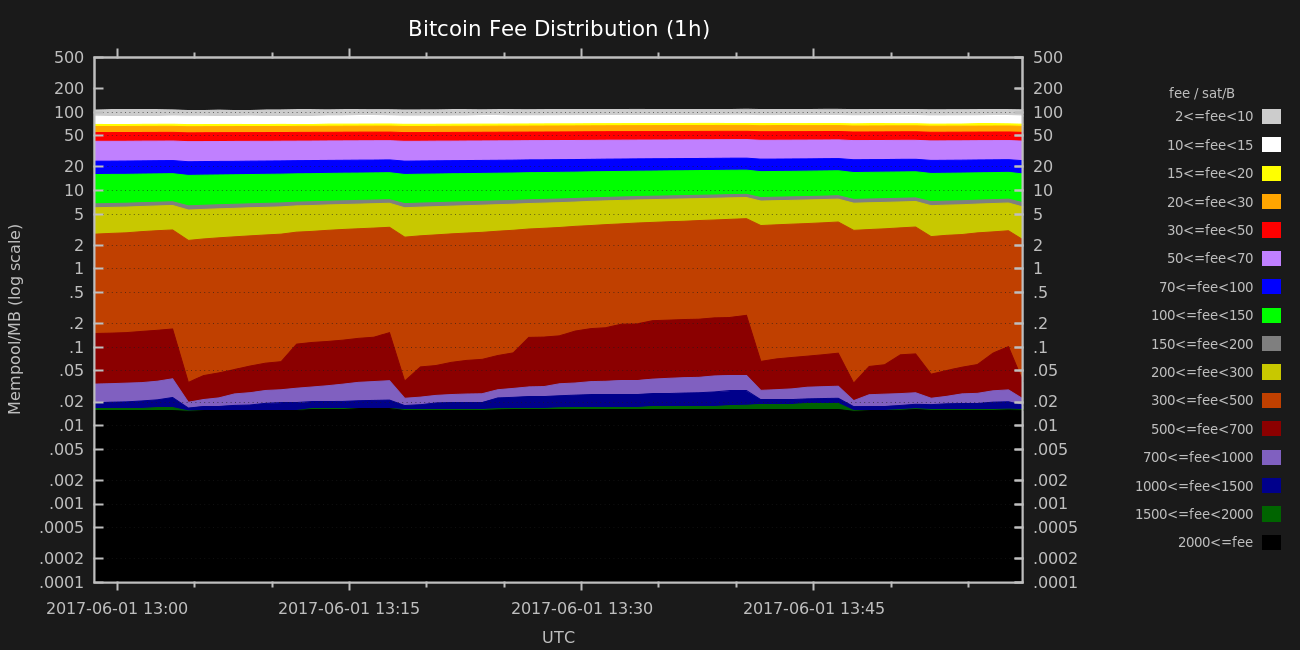 Bitcoin Fee Distribution (1h)
Mempool/MB (log scale)
500
200
100
50
20
10
5
2
1
.5
.2
.1
.05
.02
.01
.005
.002
.001
.0005
.0002
.0001
500
200
100
50
20
10
5
2
1
.5
.2
.1
.05
.02
.01
.005
.002
.001
.0005
.0002
.0001
2017-06-01 13:00
2017-06-01 13:15
2017-06-01 13:30
2017-06-01 13:45
UTC
fee / sat/B
2<=fee<10
10<=fee<15
15<=fee<20
20<=fee<30
30<=fee<50
50<=fee<70
70<=fee<100
100<=fee<150
150<=fee<200
200<=fee<300
300<=fee<500
500<=fee<700
700<=fee<1000
1000<=fee<1500
1500<=fee<2000
2000<=fee